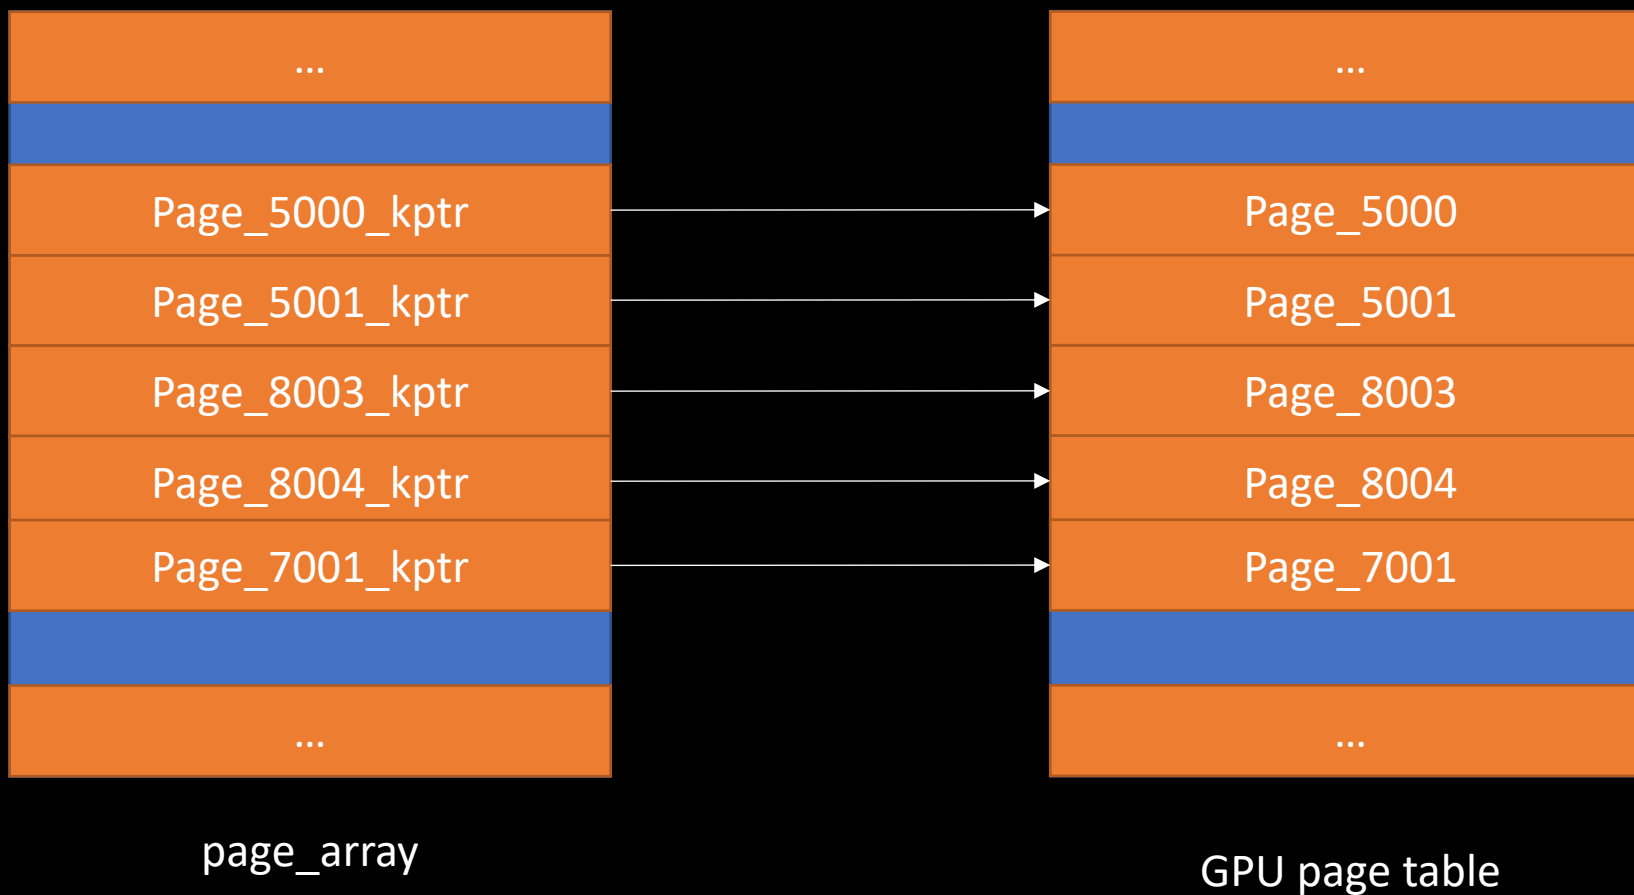 ...
Page_5000_kptr
Page_5001_kptr
Page_8003_kptr
Page_8004_kptr
Page_7001_kptr
...
page_array
...
Page_5000
Page_5001
Page_8003
Page_8004
Page_7001
...
GPU page table